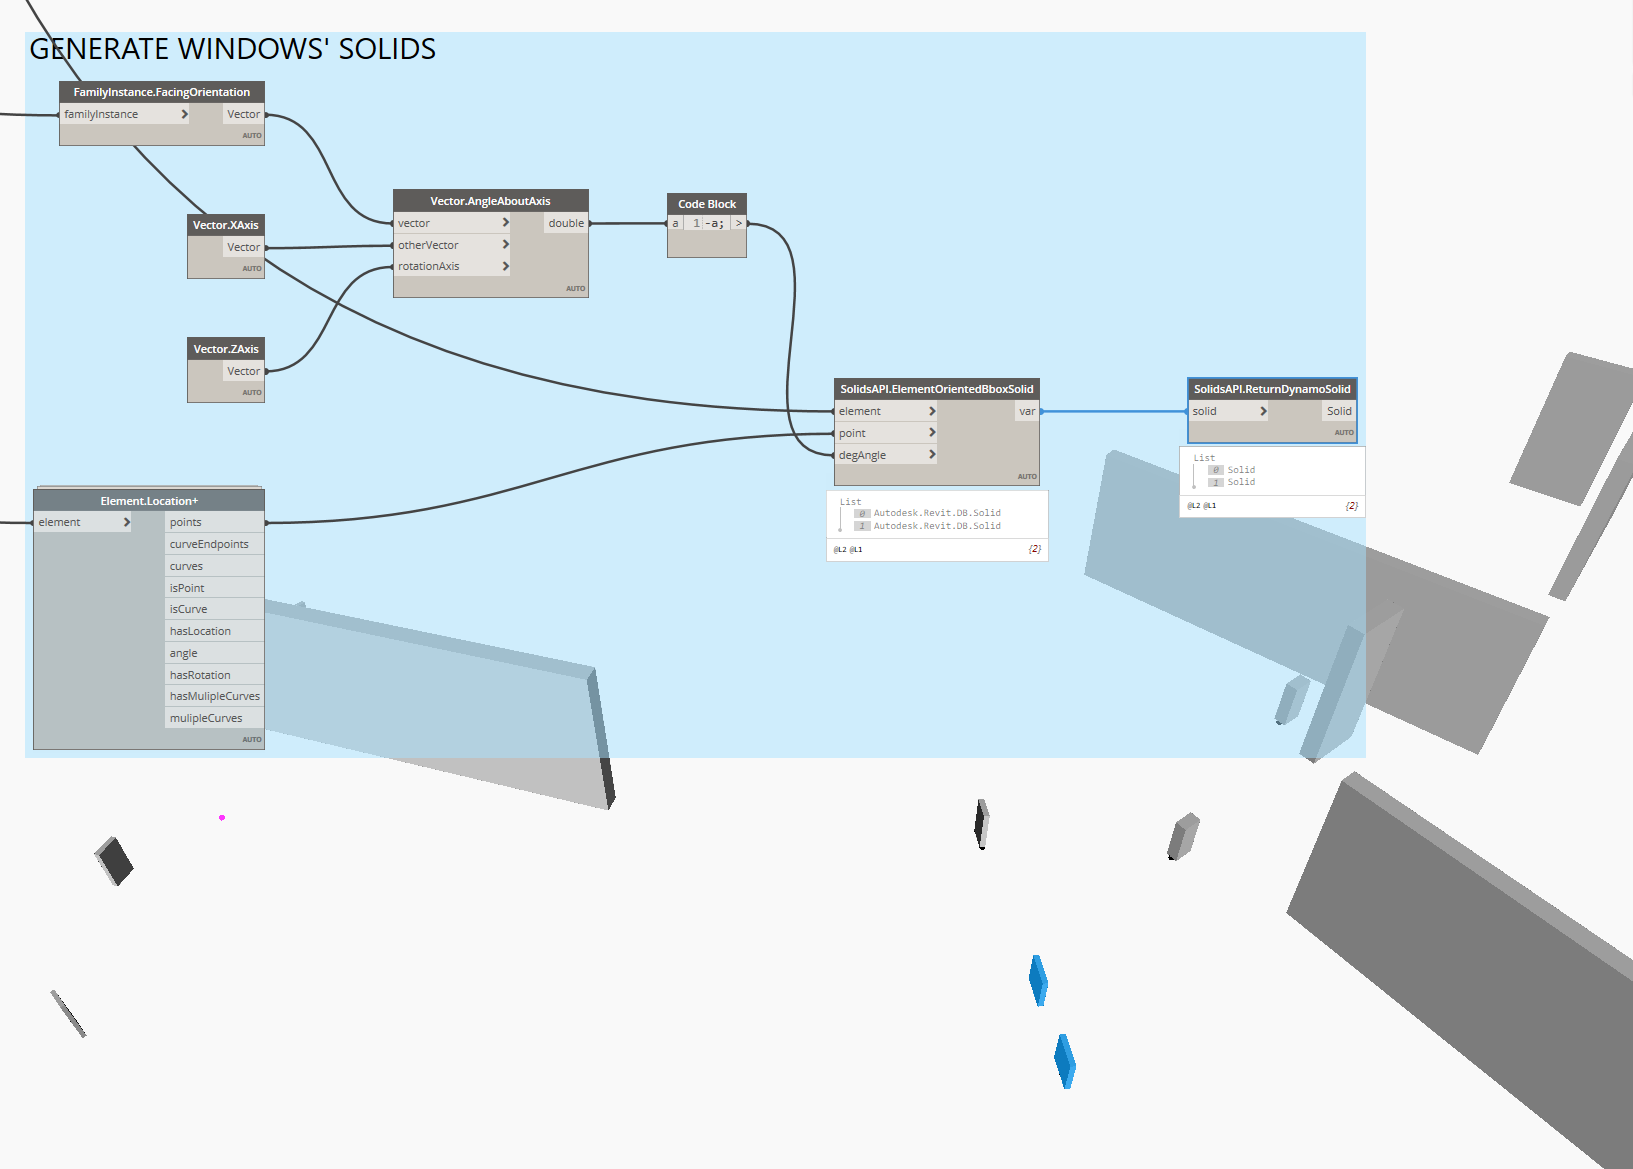 GENERATE WINDOWS' SOLIDS
FamilyInstance.FacingOrientation
familyInstance > Vector
AUTO
Vector.XAxis
Vector
AUTO
Vector.AngleAboutAxis
vector > double
otherVector >
rotationAxis >
AUTO
Code Block
a 1 -a; >
Vector.ZAxis
Vector
AUTO
SolidsAPI.ElementOrientedBboxSolid
element > var
point >
degAngle >
AUTO
List
0 Autodesk.Revit.DB.Solid
1 Autodesk.Revit.DB.Solid
@L2 @L1 {2}
SolidsAPI.ReturnDynamoSolid
solid > Solid
AUTO
List
0 Solid
1 Solid
@L2 @L1 {2}
Element.Location+
element > points
curveEndpoints
curves
isPoint
isCurve
hasLocation
angle
hasRotation
hasMulipleCurves
mulipleCurves
AUTO